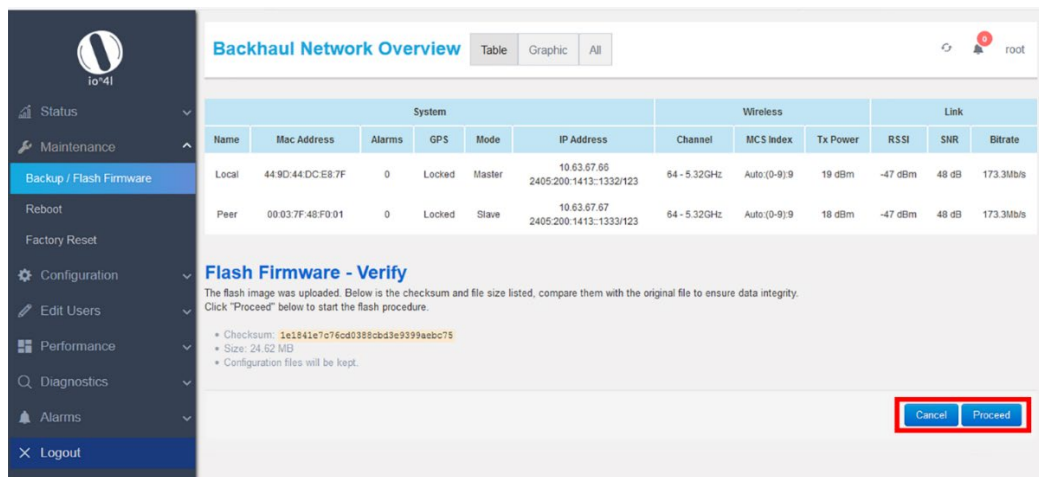 io"4l
Status
Maintenance
Backup / Flash Firmware
Reboot
Factory Reset
Configuration
Edit Users
Performance
Diagnostics
Alarms
Logout
Backhaul Network Overview Table Graphic All 0 root
System Wireless Link
Name Mac Address Alarms GPS Mode IP Address Channel MCS Index Tx Power RSSI SNR Bitrate
10.63.67.66
Local 44:9D:44:DC:E8:7F 0 Locked Master 64 - 5.32GHz Auto:(0-9):9 19 dBm -47 dBm 48 dB 173.3Mb/s
2405:200:1413::1332/123
10.63.67.67
Peer 00:03:7F:48:F0:01 0 Locked Slave 64 - 5.32GHz Auto:(0-9):9 18 dBm -47 dBm 48 dB 173.3Mb/s
2405:200:1413::1333/123
Flash Firmware - Verify
The flash image was uploaded. Below is the checksum and file size listed, compare them with the original file to ensure data integrity.
Click "Proceed" below to start the flash procedure.
Checksum: 1e1841e7c76cd0388cbd3e9399aebc75
Size: 24.62 MB
Configuration files will be kept.
Cancel Proceed